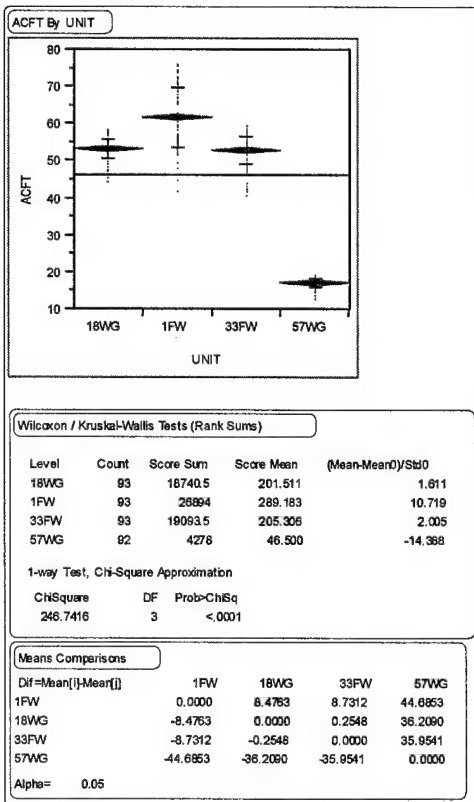 ACFT By UNIT
80
70
60
50
40
30
20
10
ACFT
18WG 1FW 33FW 57WG
UNIT
Wilcoxon / Kruskal-Wallis Tests (Rank Sums)
Level Count Score Sum Score Mean (Mean-Mean0)/Std0
18WG 93 18740.5 201.511 1.611
1FW 93 26894 289.183 10.719
33FW 93 19093.5 205.306 2.005
57WG 92 4278 46.500 -14.368
1-way Test, Chi-Square Approximation
ChiSquare DF Prob>ChiSq
246.7416 3 <.0001
Means Comparisons
Dif=Mean[i]-Mean[j] 1FW 18WG 33FW 57WG
1FW 0.0000 8.4763 8.7312 44.6853
18WG -8.4763 0.0000 0.2548 36.2090
33FW -8.7312 -0.2548 0.0000 35.9541
57WG -44.6853 -36.2090 -35.9541 0.0000
Alpha= 0.05